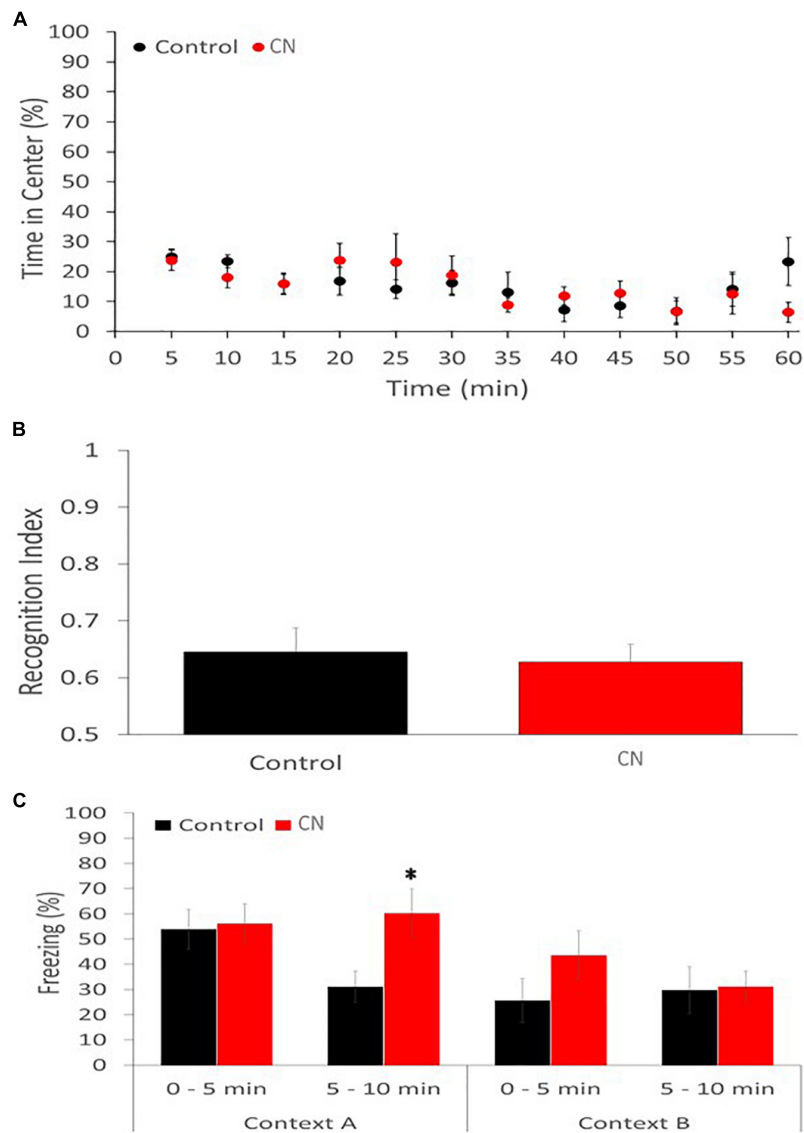 A
Control CN
Time in Center (%)
100
90
80
70
60
50
40
30
20
10
0
0 5 10 15 20 25 30 35 40 45 50 55 60
Time (min)
B
Recognition Index
1
0.9
0.8
0.7
0.6
0.5
Control CN
C
Control CN
Freezing (%)
100
90
80
70
60
50
40
30
20
10
0
*
0 - 5 min 5 - 10 min 0 - 5 min 5 - 10 min
Context A Context B